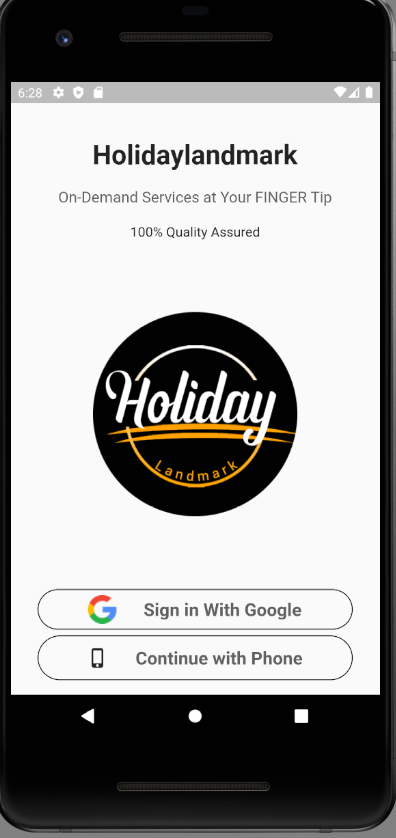 6:28
Holidaylandmark
On-Demand Services at Your FINGER Tip
100% Quality Assured
Holiday
Landmark
Sign in With Google
Continue with Phone